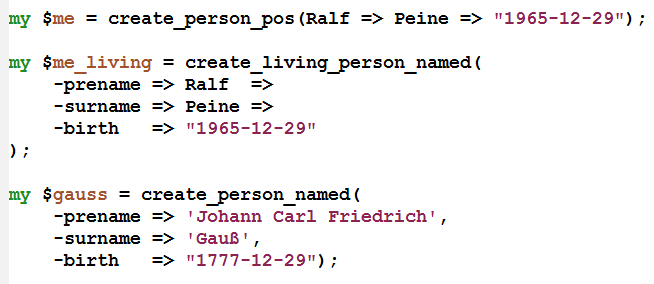 my $me = create_person_pos(Ralf => Peine => "1965-12-29");
my $me_living = create_living_person_named(
    -prename => Ralf  =>
    -surname => Peine =>
    -birth   => "1965-12-29"
);
my $gauss = create_person_named(
    -prename => 'Johann Carl Friedrich',
    -surname => 'Gauß',
    -birth   => "1777-12-29");